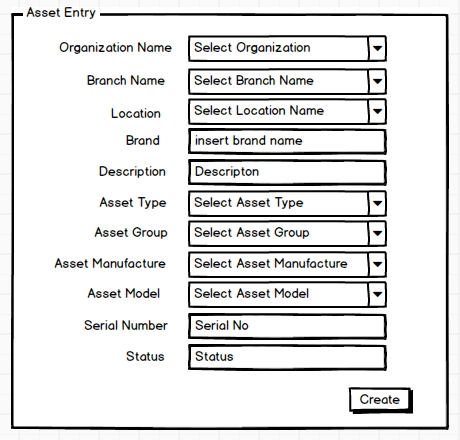 Asset Entry
Organization Name Select Organization
Branch Name Select Branch Name
Location Select Location Name
Brand insert brand name
Description Descripton
Asset Type Select Asset Type
Asset Group Select Asset Group
Asset Manufacture Select Asset Manufacture
Asset Model Select Asset Model
Serial Number Serial No
Status Status
Create